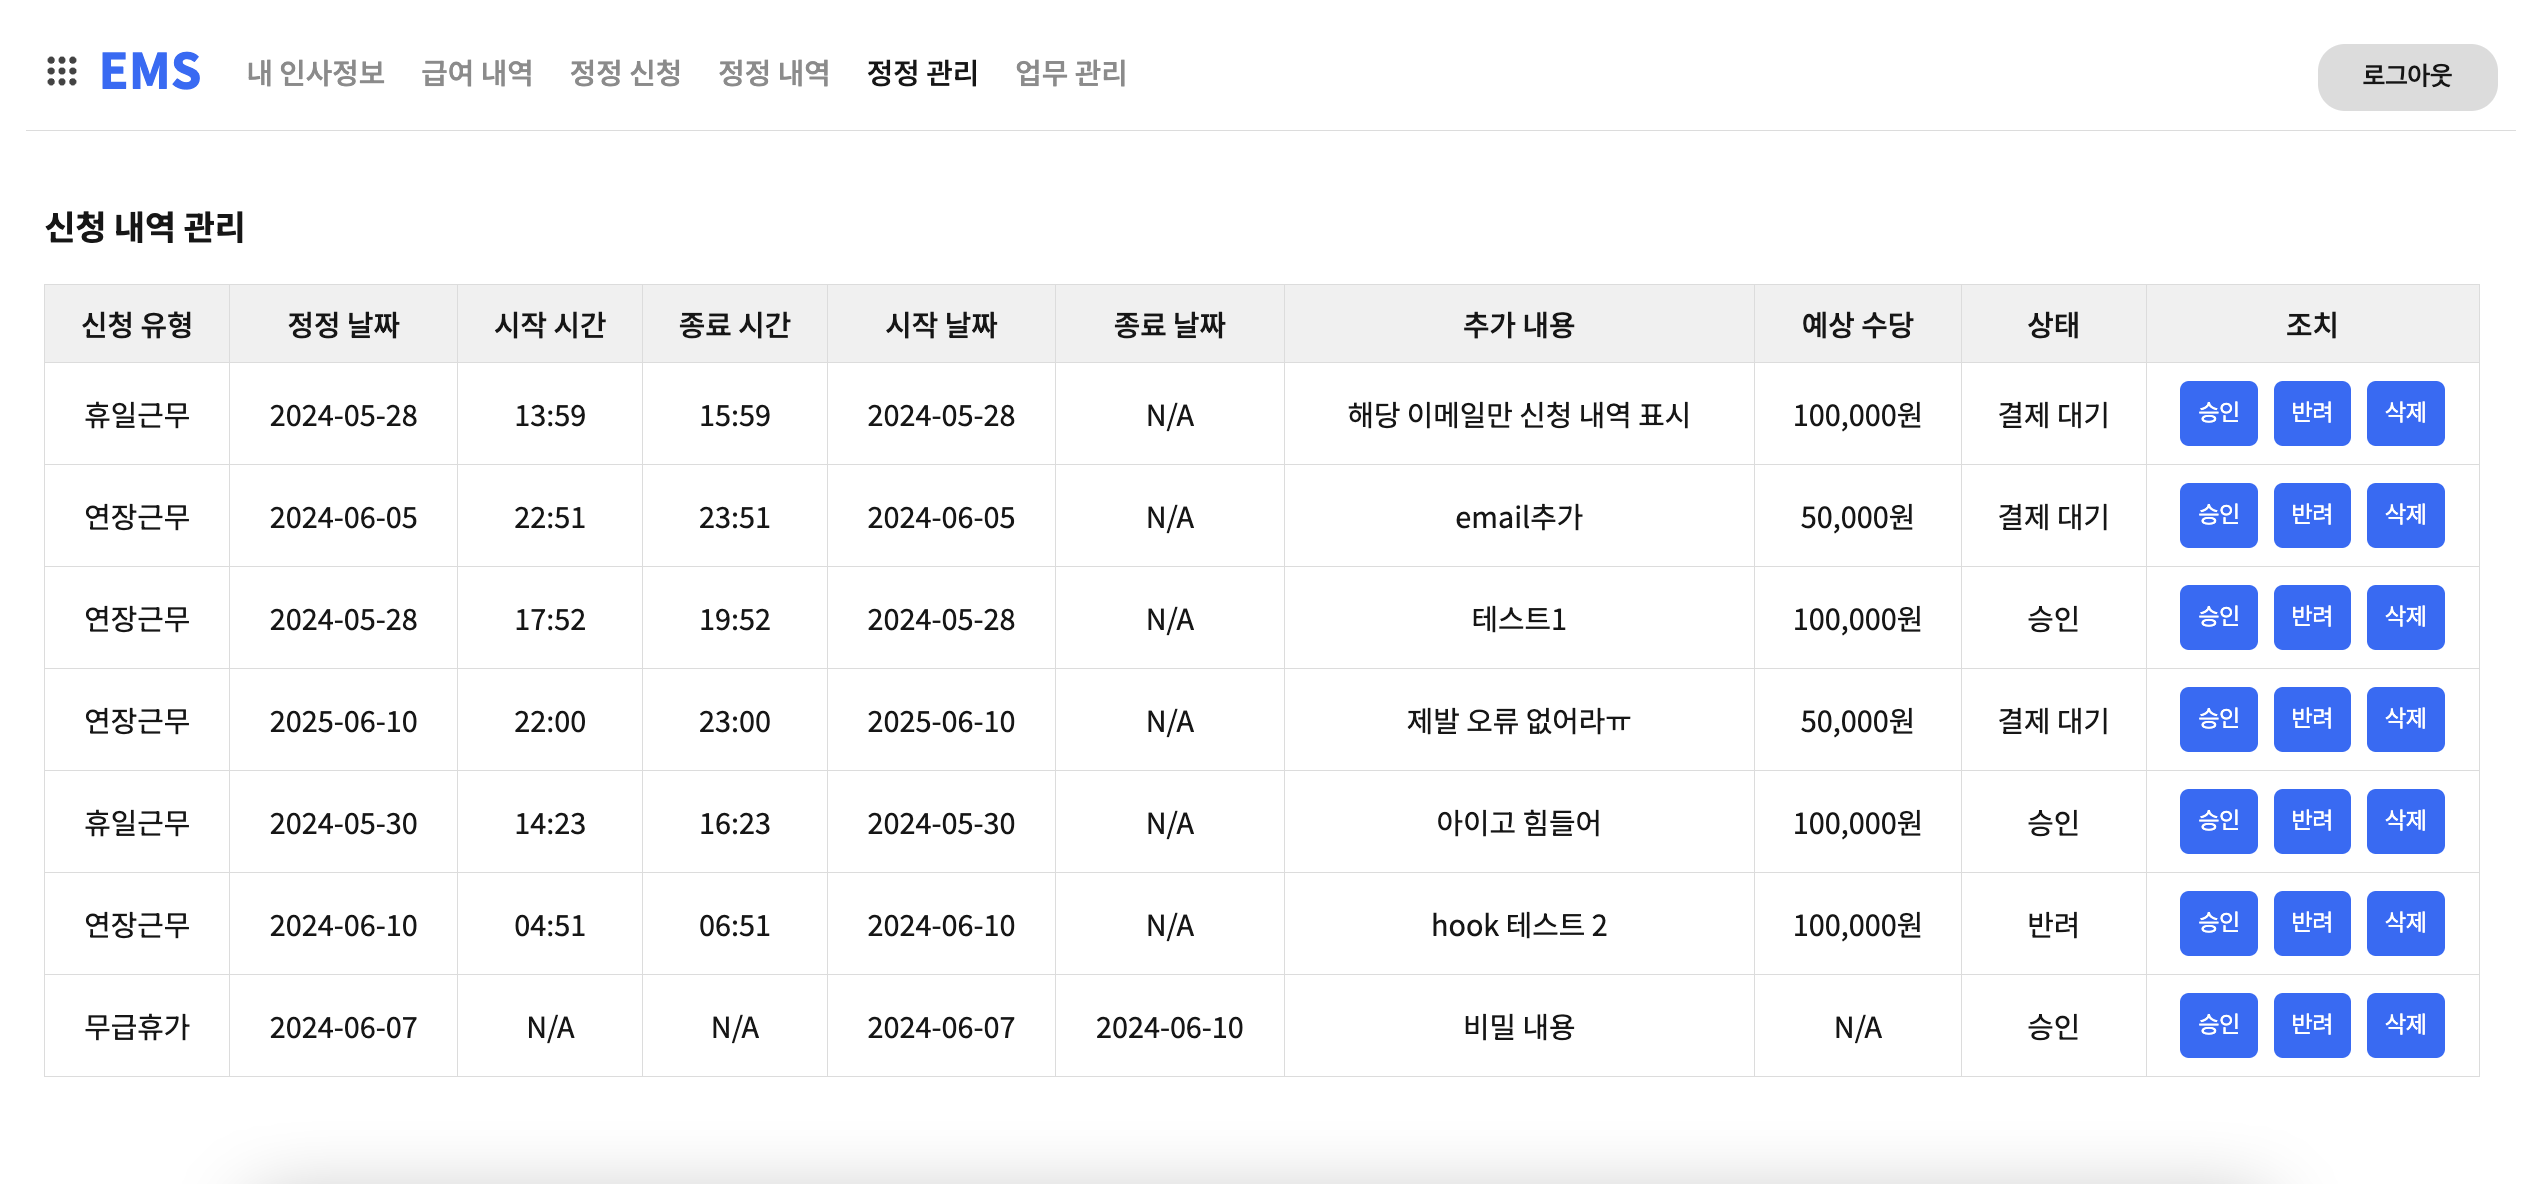 EMS 내 인사정보 급여 내역 정정 신청 정정 내역 정정 관리 업무 관리 로그아웃
신청 내역 관리
신청 유형 정정 날짜 시작 시간 종료 시간 시작 날짜 종료 날짜 추가 내용 예상 수당 상태 조치
휴일근무 2024-05-28 13:59 15:59 2024-05-28 N/A 해당 이메일만 신청 내역 표시 100,000원 결제 대기 승인 반려 삭제
연장근무 2024-06-05 22:51 23:51 2024-06-05 N/A email추가 50,000원 결제 대기 승인 반려 삭제
연장근무 2024-05-28 17:52 19:52 2024-05-28 N/A 테스트1 100,000원 승인 승인 반려 삭제
연장근무 2025-06-10 22:00 23:00 2025-06-10 N/A 제발 오류 없어라ㅠ 50,000원 결제 대기 승인 반려 삭제
휴일근무 2024-05-30 14:23 16:23 2024-05-30 N/A 아이고 힘들어 100,000원 승인 승인 반려 삭제
연장근무 2024-06-10 04:51 06:51 2024-06-10 N/A hook 테스트 2 100,000원 반려 승인 반려 삭제
무급휴가 2024-06-07 N/A N/A 2024-06-07 2024-06-10 비밀 내용 N/A 승인 승인 반려 삭제